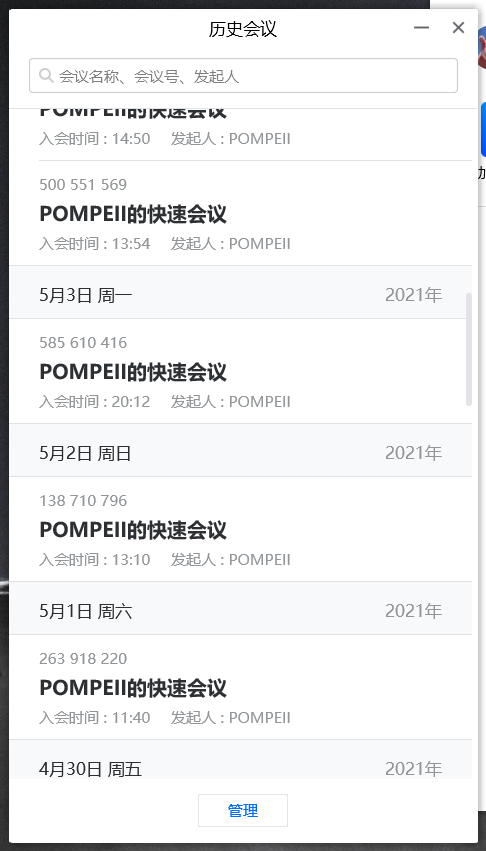 历史会议
会议名称、会议号、发起人
POMPEII的快速会议
入会时间 : 14:50 发起人 : POMPEII
500 551 569
POMPEII的快速会议
入会时间 : 13:54 发起人 : POMPEII
5月3日 周一 2021年
585 610 416
POMPEII的快速会议
入会时间 : 20:12 发起人 : POMPEII
5月2日 周日 2021年
138 710 796
POMPEII的快速会议
入会时间 : 13:10 发起人 : POMPEII
5月1日 周六 2021年
263 918 220
POMPEII的快速会议
入会时间 : 11:40 发起人 : POMPEII
4月30日 周五 2021年
管理